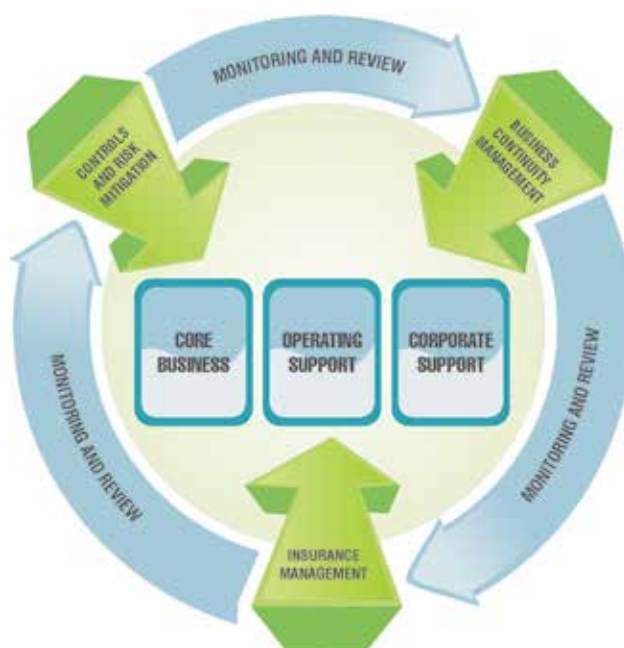 MONITORING AND REVIEW
CONTROLS
AND RISK
MITIGATION
BUSINESS
CONTINUITY
MANAGEMENT
CORE
BUSINESS
OPERATING
SUPPORT
CORPORATE
SUPPORT
MONITORING AND REVIEW
MONITORING AND REVIEW
INSURANCE
MANAGEMENT